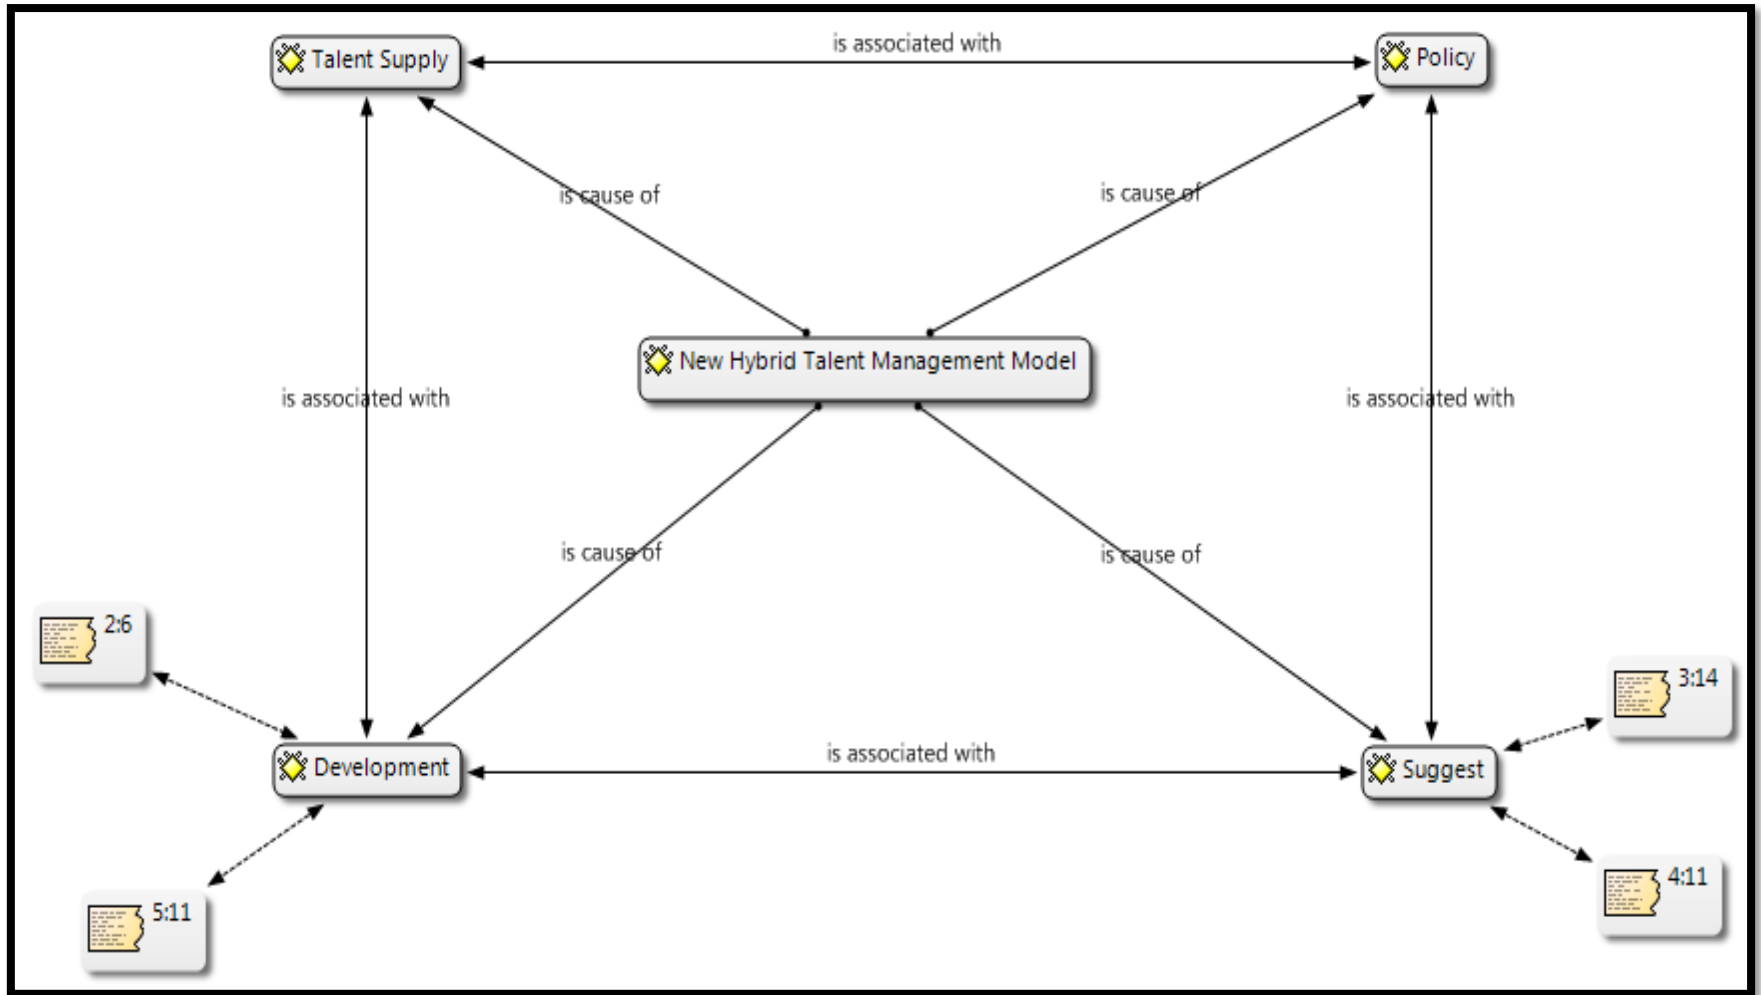 is associated with
Talent Supply
Policy
is cause of
is cause of
New Hybrid Talent Management Model
is associated with
is associated with
is cause of
is cause of
2:6
3:14
is associated with
Development
Suggest
4:11
5:11